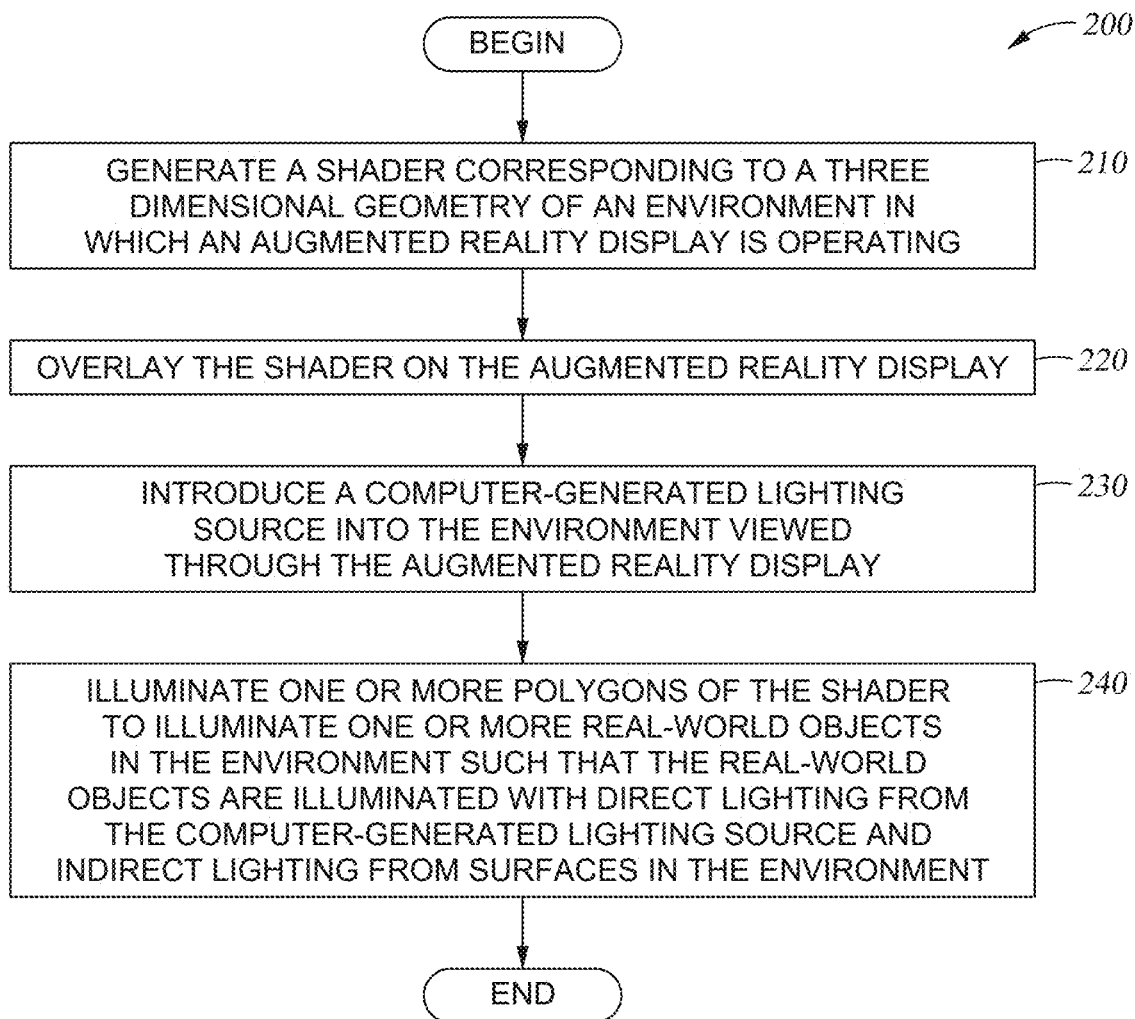 BEGIN
200
GENERATE A SHADER CORRESPONDING TO A THREE
DIMENSIONAL GEOMETRY OF AN ENVIRONMENT IN
WHICH AN AUGMENTED REALITY DISPLAY IS OPERATING
210
OVERLAY THE SHADER ON THE AUGMENTED REALITY DISPLAY
220
INTRODUCE A COMPUTER-GENERATED LIGHTING
SOURCE INTO THE ENVIRONMENT VIEWED
THROUGH THE AUGMENTED REALITY DISPLAY
230
ILLUMINATE ONE OR MORE POLYGONS OF THE SHADER
TO ILLUMINATE ONE OR MORE REAL-WORLD OBJECTS
IN THE ENVIRONMENT SUCH THAT THE REAL-WORLD
OBJECTS ARE ILLUMINATED WITH DIRECT LIGHTING FROM
THE COMPUTER-GENERATED LIGHTING SOURCE AND
INDIRECT LIGHTING FROM SURFACES IN THE ENVIRONMENT
240
END